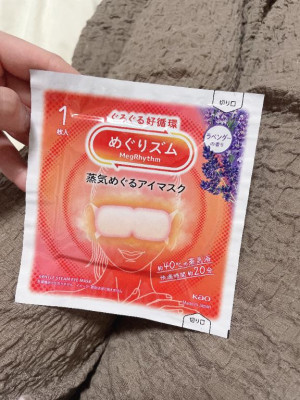 切り口
1
枚入
ぐるぐる好循環
めぐりズム
MegRhythm
ラベンダー
の香り
蒸気めぐるアイマスク
約40℃の蒸気浴
快適時間 約20分
Kao
切り口